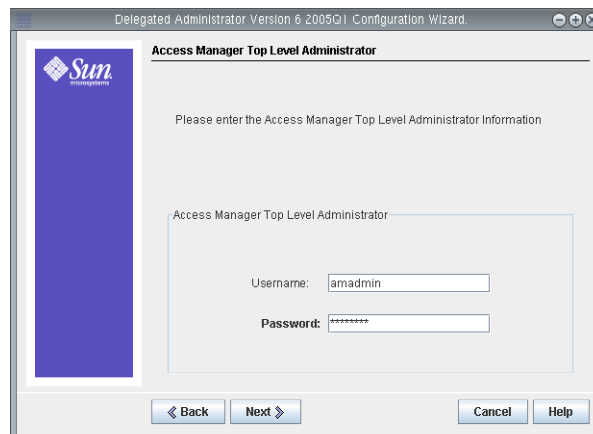 Delegated Administrator Version 6 2005Q1 Configuration Wizard.
Sun
microsystems
Access Manager Top Level Administrator
Please enter the Access Manager Top Level Administrator Information
Access Manager Top Level Administrator
Username: amadmin
Password: ********
Back Next Cancel Help